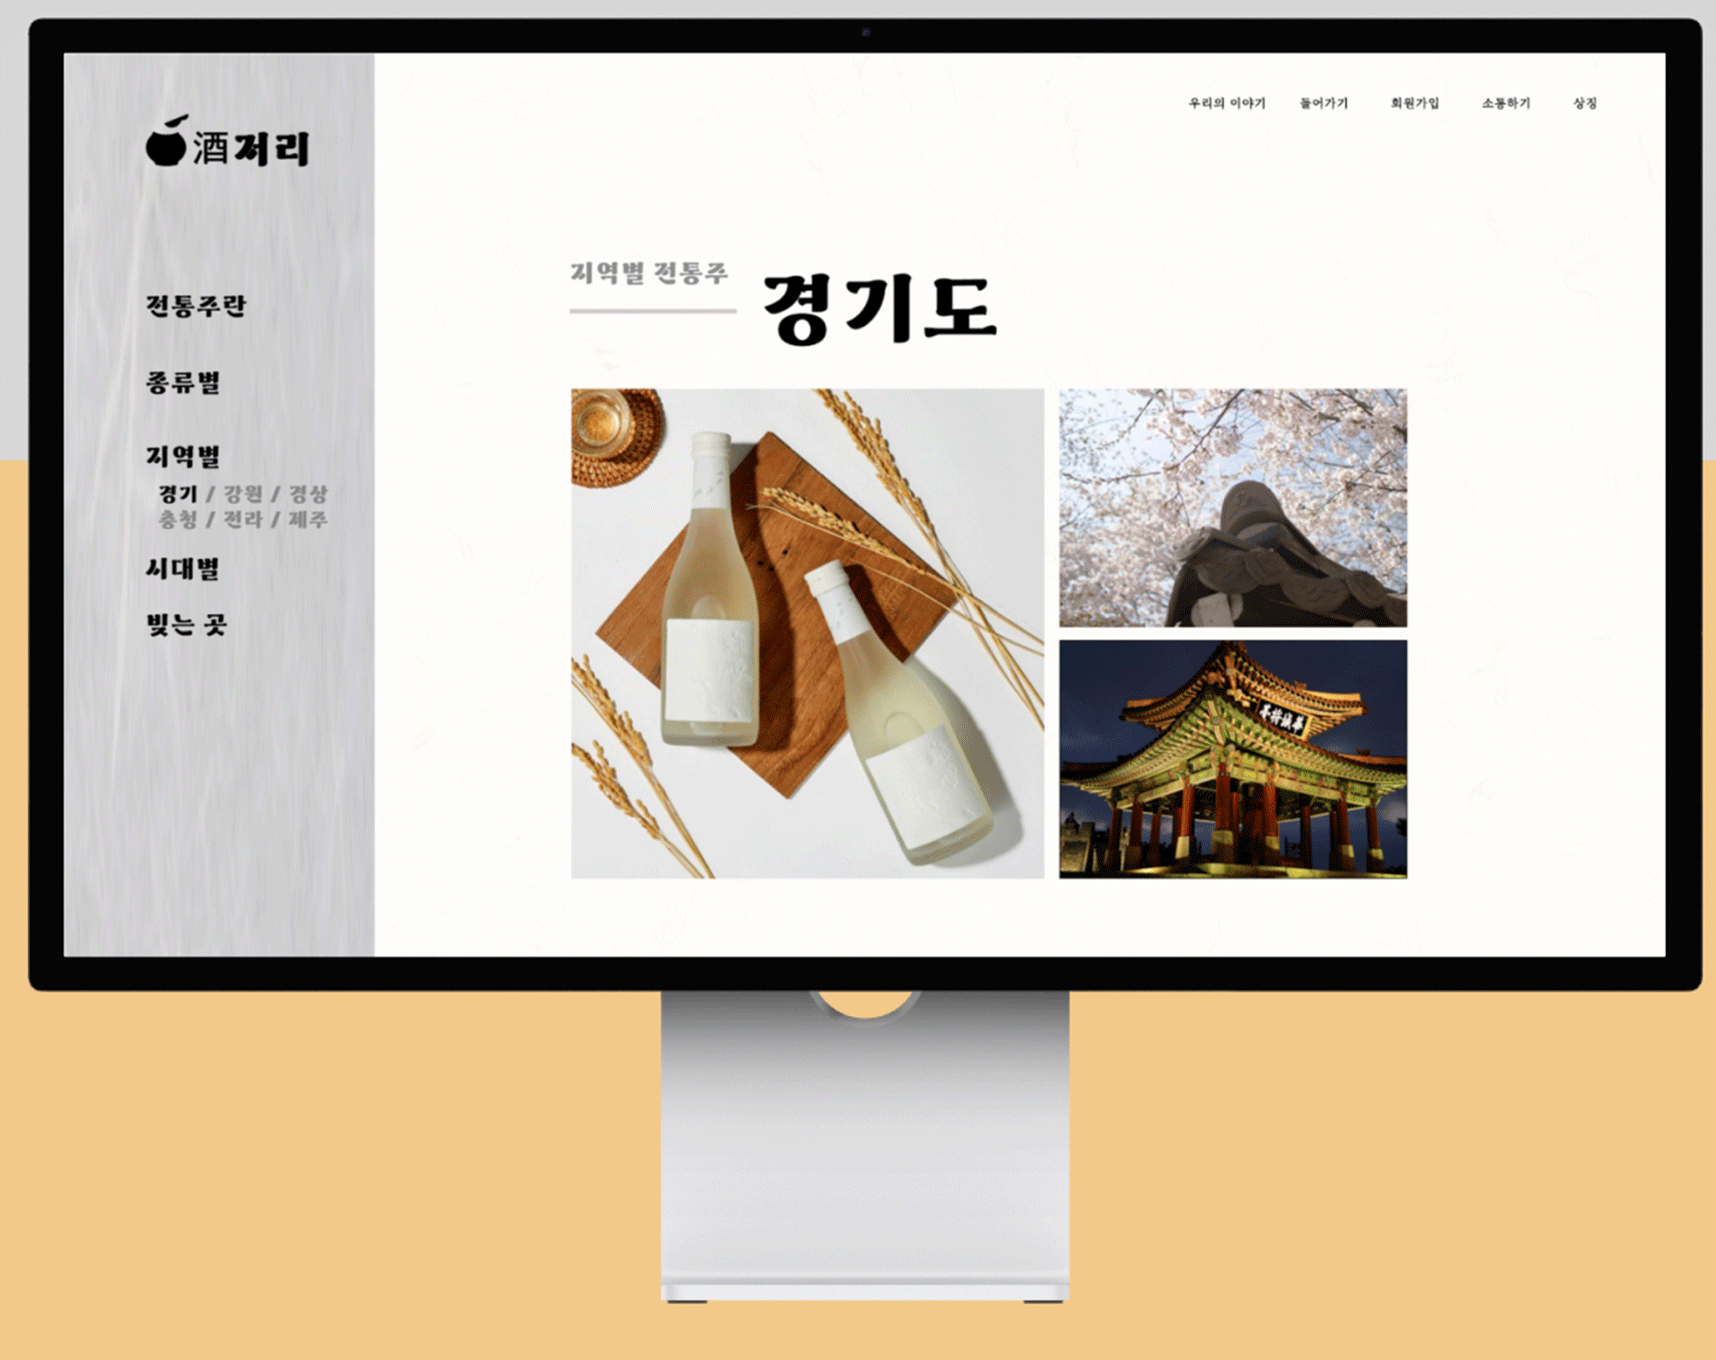 酒저리
우리의 이야기 들어가기 회원가입 소통하기 상징
전통주란
종류별
지역별
경기 / 강원 / 경상
충청 / 전라 / 제주
시대별
빚는 곳
지역별 전통주
경기도